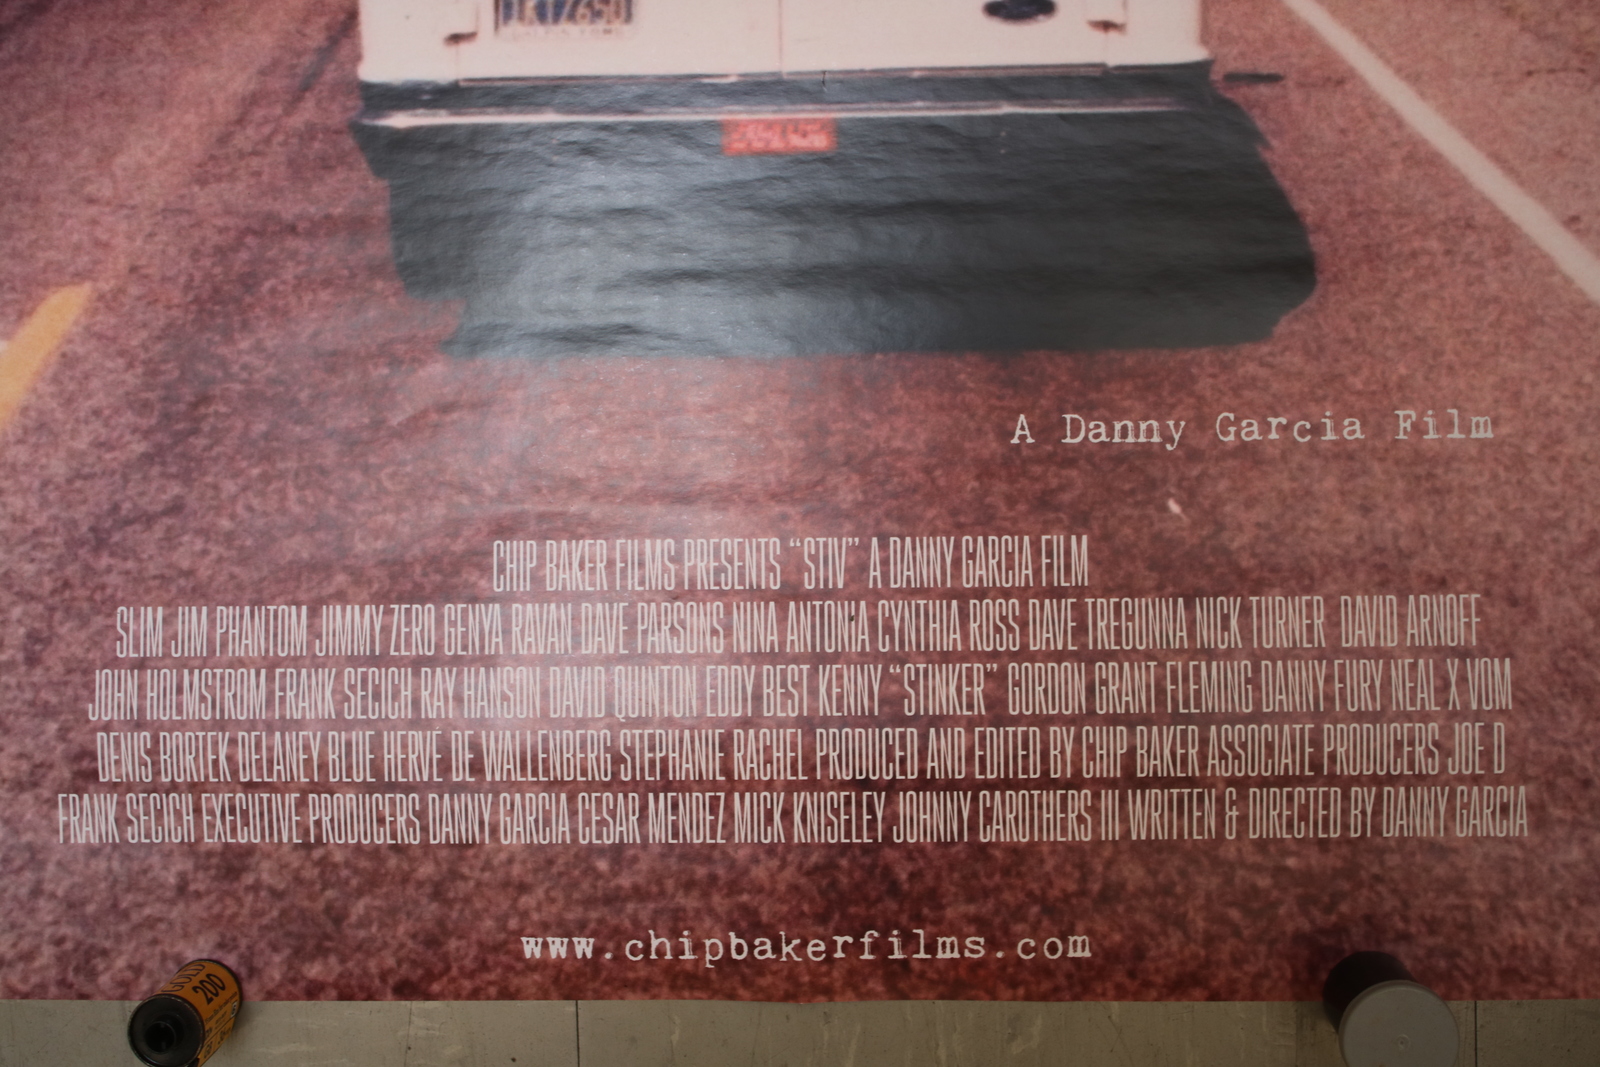 A Danny Garcia Film
CHIP BAKER FILMS PRESENTS “STIV” A DANNY GARCIA FILM
SLIM JIM PHANTOM JIMMY ZERO GENYA RAVAN DAVE PARSONS NINA ANTONIA CYNTHIA ROSS DAVE TREGUNNA NICK TURNER DAVID ARNOFF
JOHN HOLMSTROM FRANK SECICH RAY HANSON DAVID QUINTON EDDY BEST KENNY “STINKER” GORDON GRANT FLEMING DANNY FURY NEAL X VOM
DENIS BORTEK DELANEY BLUE HERVÉ DE WALLENBERG STEPHANIE RACHEL PRODUCED AND EDITED BY CHIP BAKER ASSOCIATE PRODUCERS JOE D
FRANK SECICH EXECUTIVE PRODUCERS DANNY GARCIA CESAR MENDEZ MICK KNISELEY JOHNNY CAROTHERS III WRITTEN & DIRECTED BY DANNY GARCIA
www.chipbakerfilms.com
GOLD
200